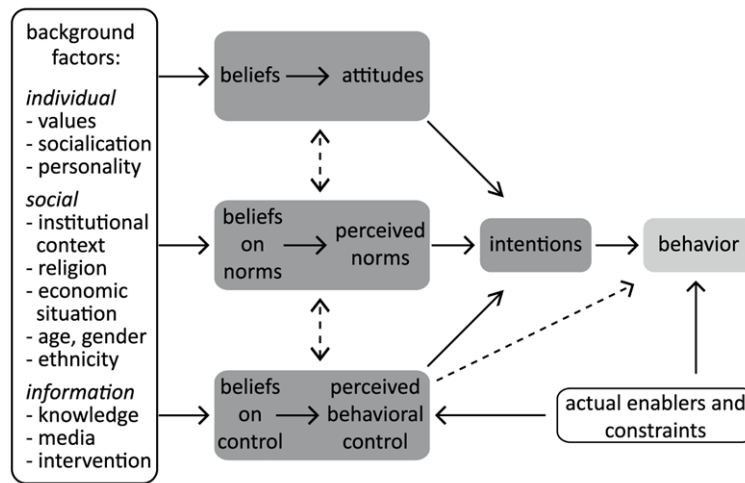 background
factors:
individual
- values
- socialication
- personality
social
- institutional
context
- religion
- economic
situation
- age, gender
- ethnicity
information
- knowledge
- media
- intervention
beliefs
attitudes
beliefs
on
norms
perceived
norms
beliefs
on
control
perceived
behavioral
control
intentions
behavior
actual enablers and
constraints